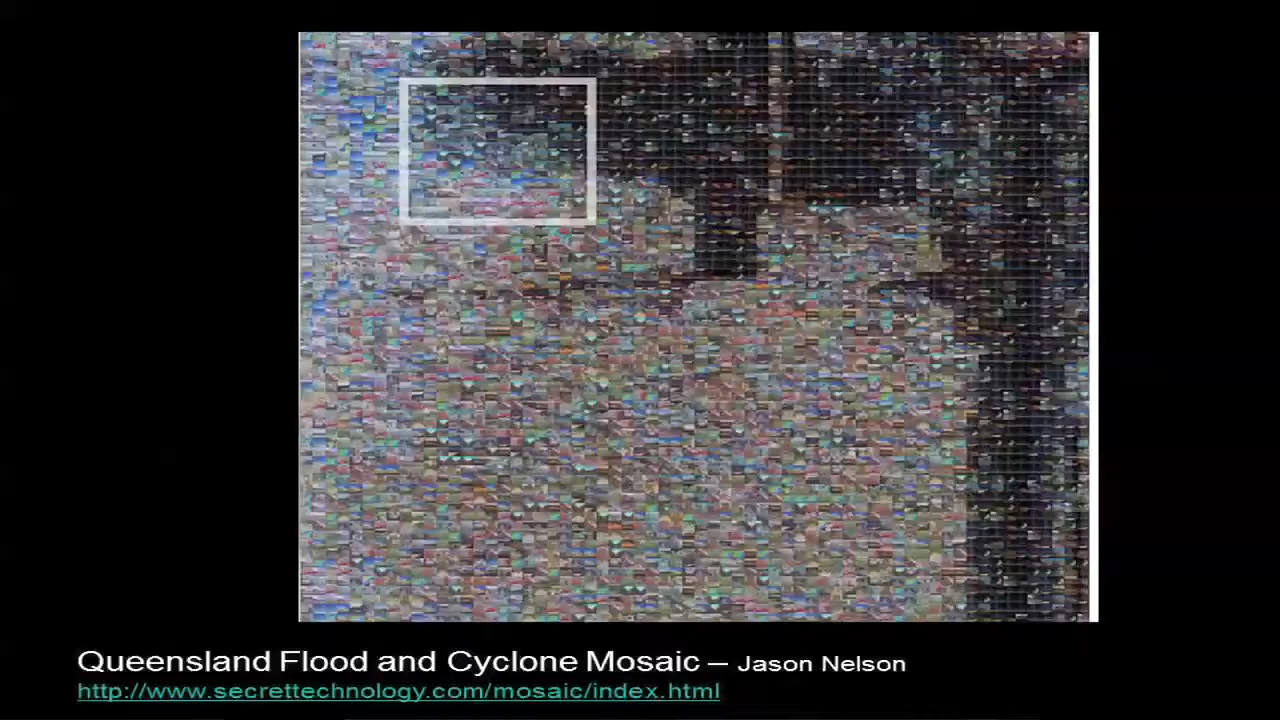 Queensland Flood and Cyclone Mosaic — Jason Nelson
http://www.secrettechnology.com/mosaic/index.html